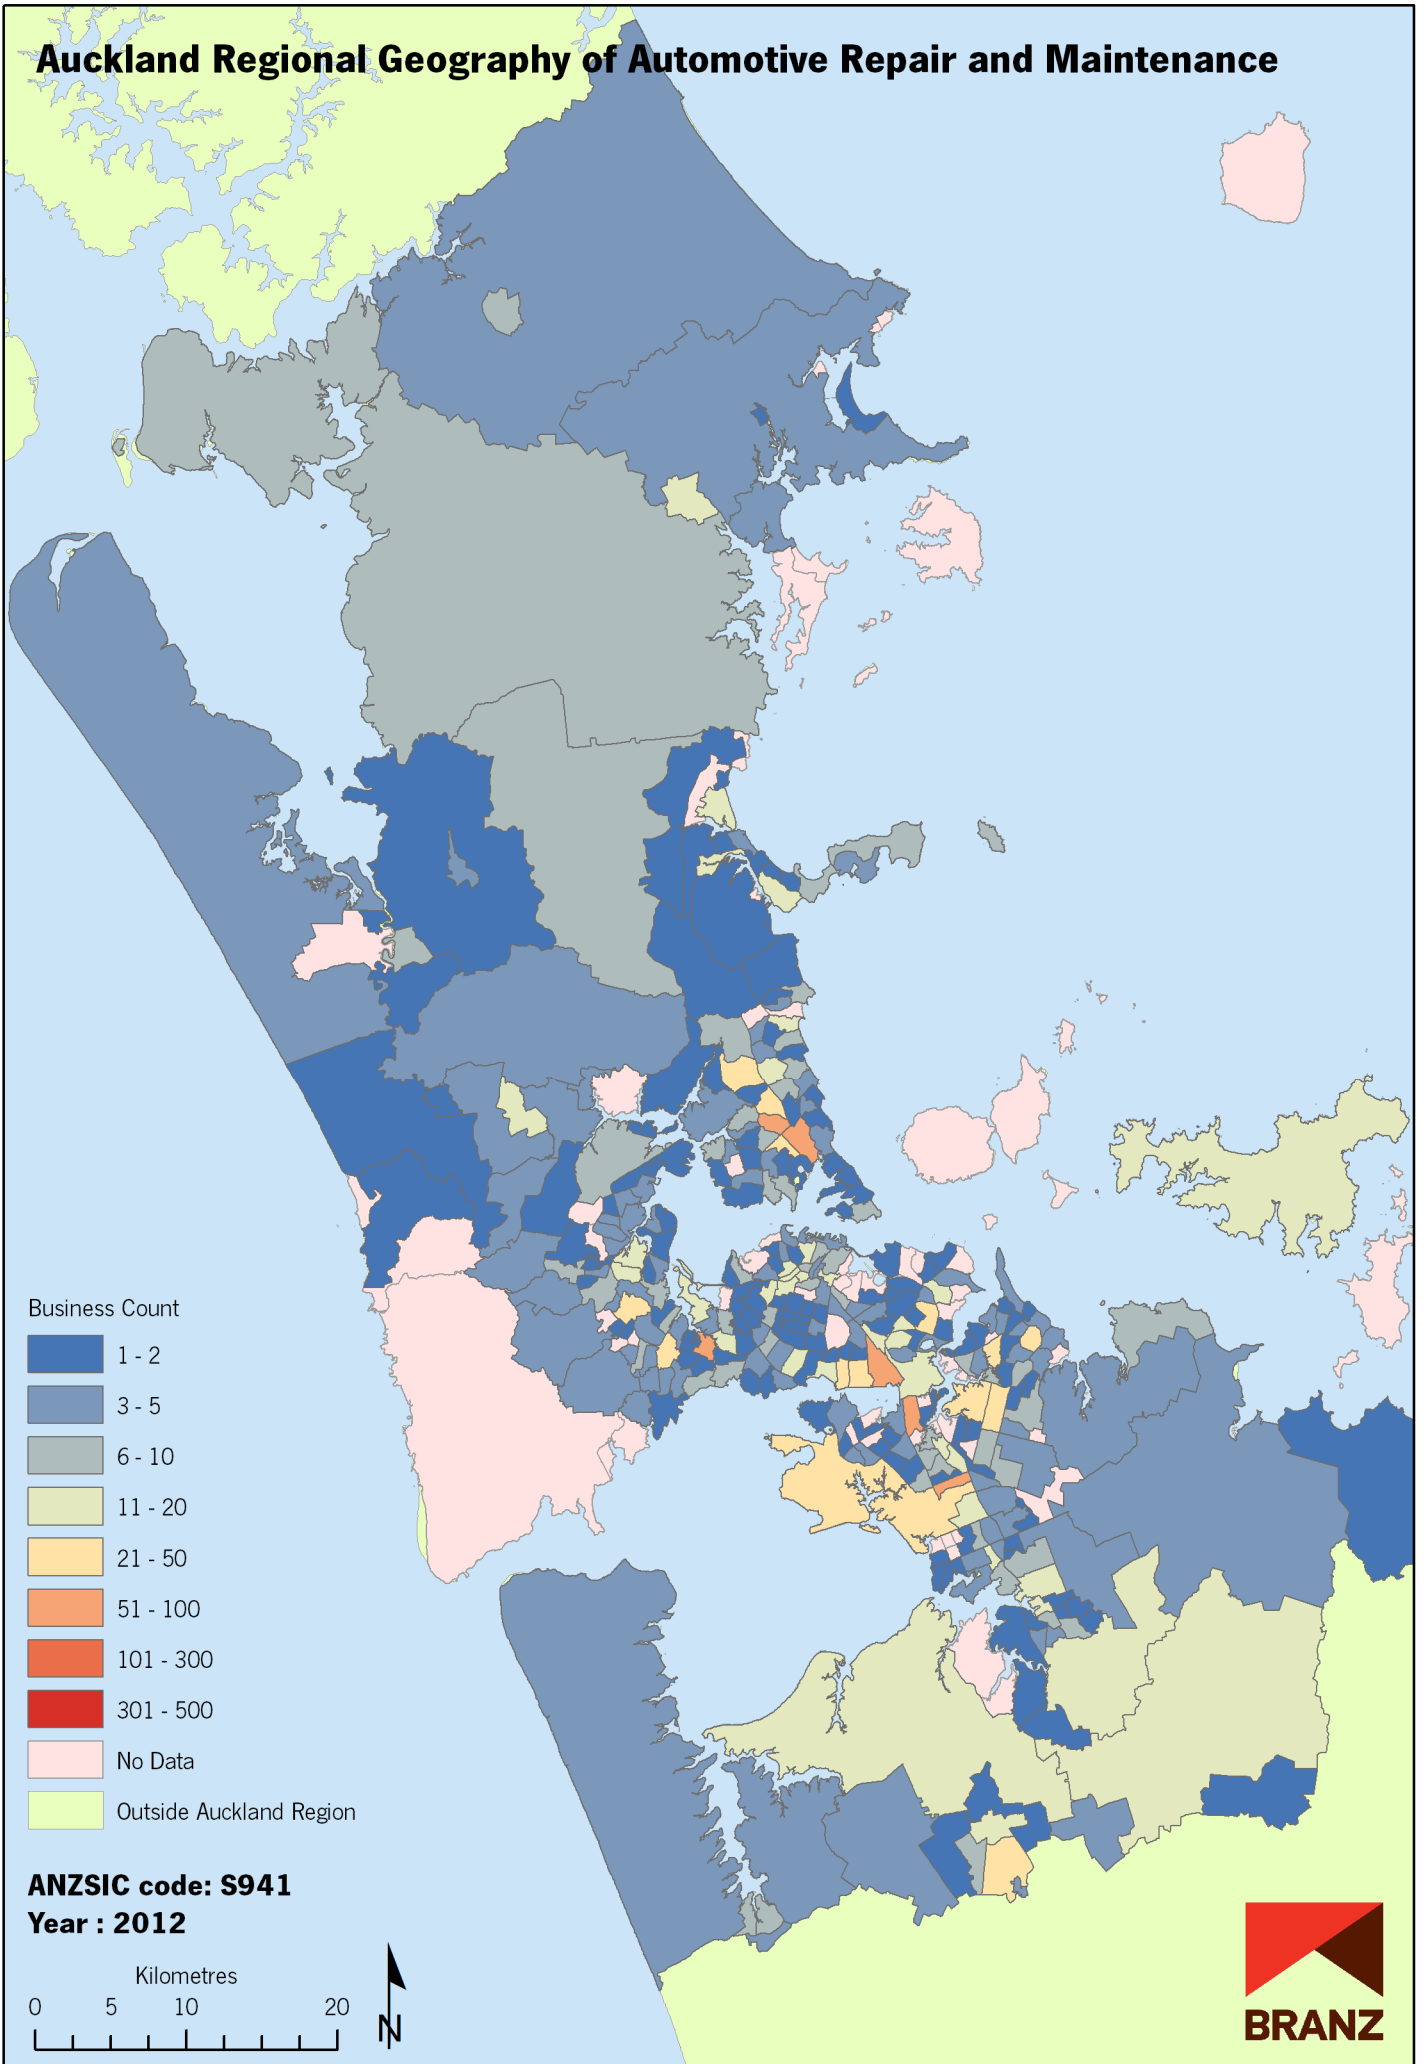 Auckland Regional Geography of Automotive Repair and Maintenance
Business Count
1 - 2
3 - 5
6 - 10
11 - 20
21 - 50
51 - 100
101 - 300
301 - 500
No Data
Outside Auckland Region
ANZSIC code: S941
Year : 2012
Kilometres
0 5 10 20
N
BRANZ